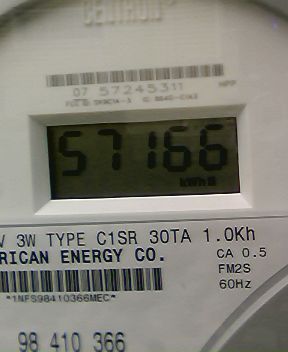 CENTRON
07 57245311
57166
kWh
V 3W TYPE C1SR 30TA 1.0Kh
RICAN ENERGY CO.
CA 0.5
FM2S
60Hz
*1NFS98410366MEC*
98 410 366